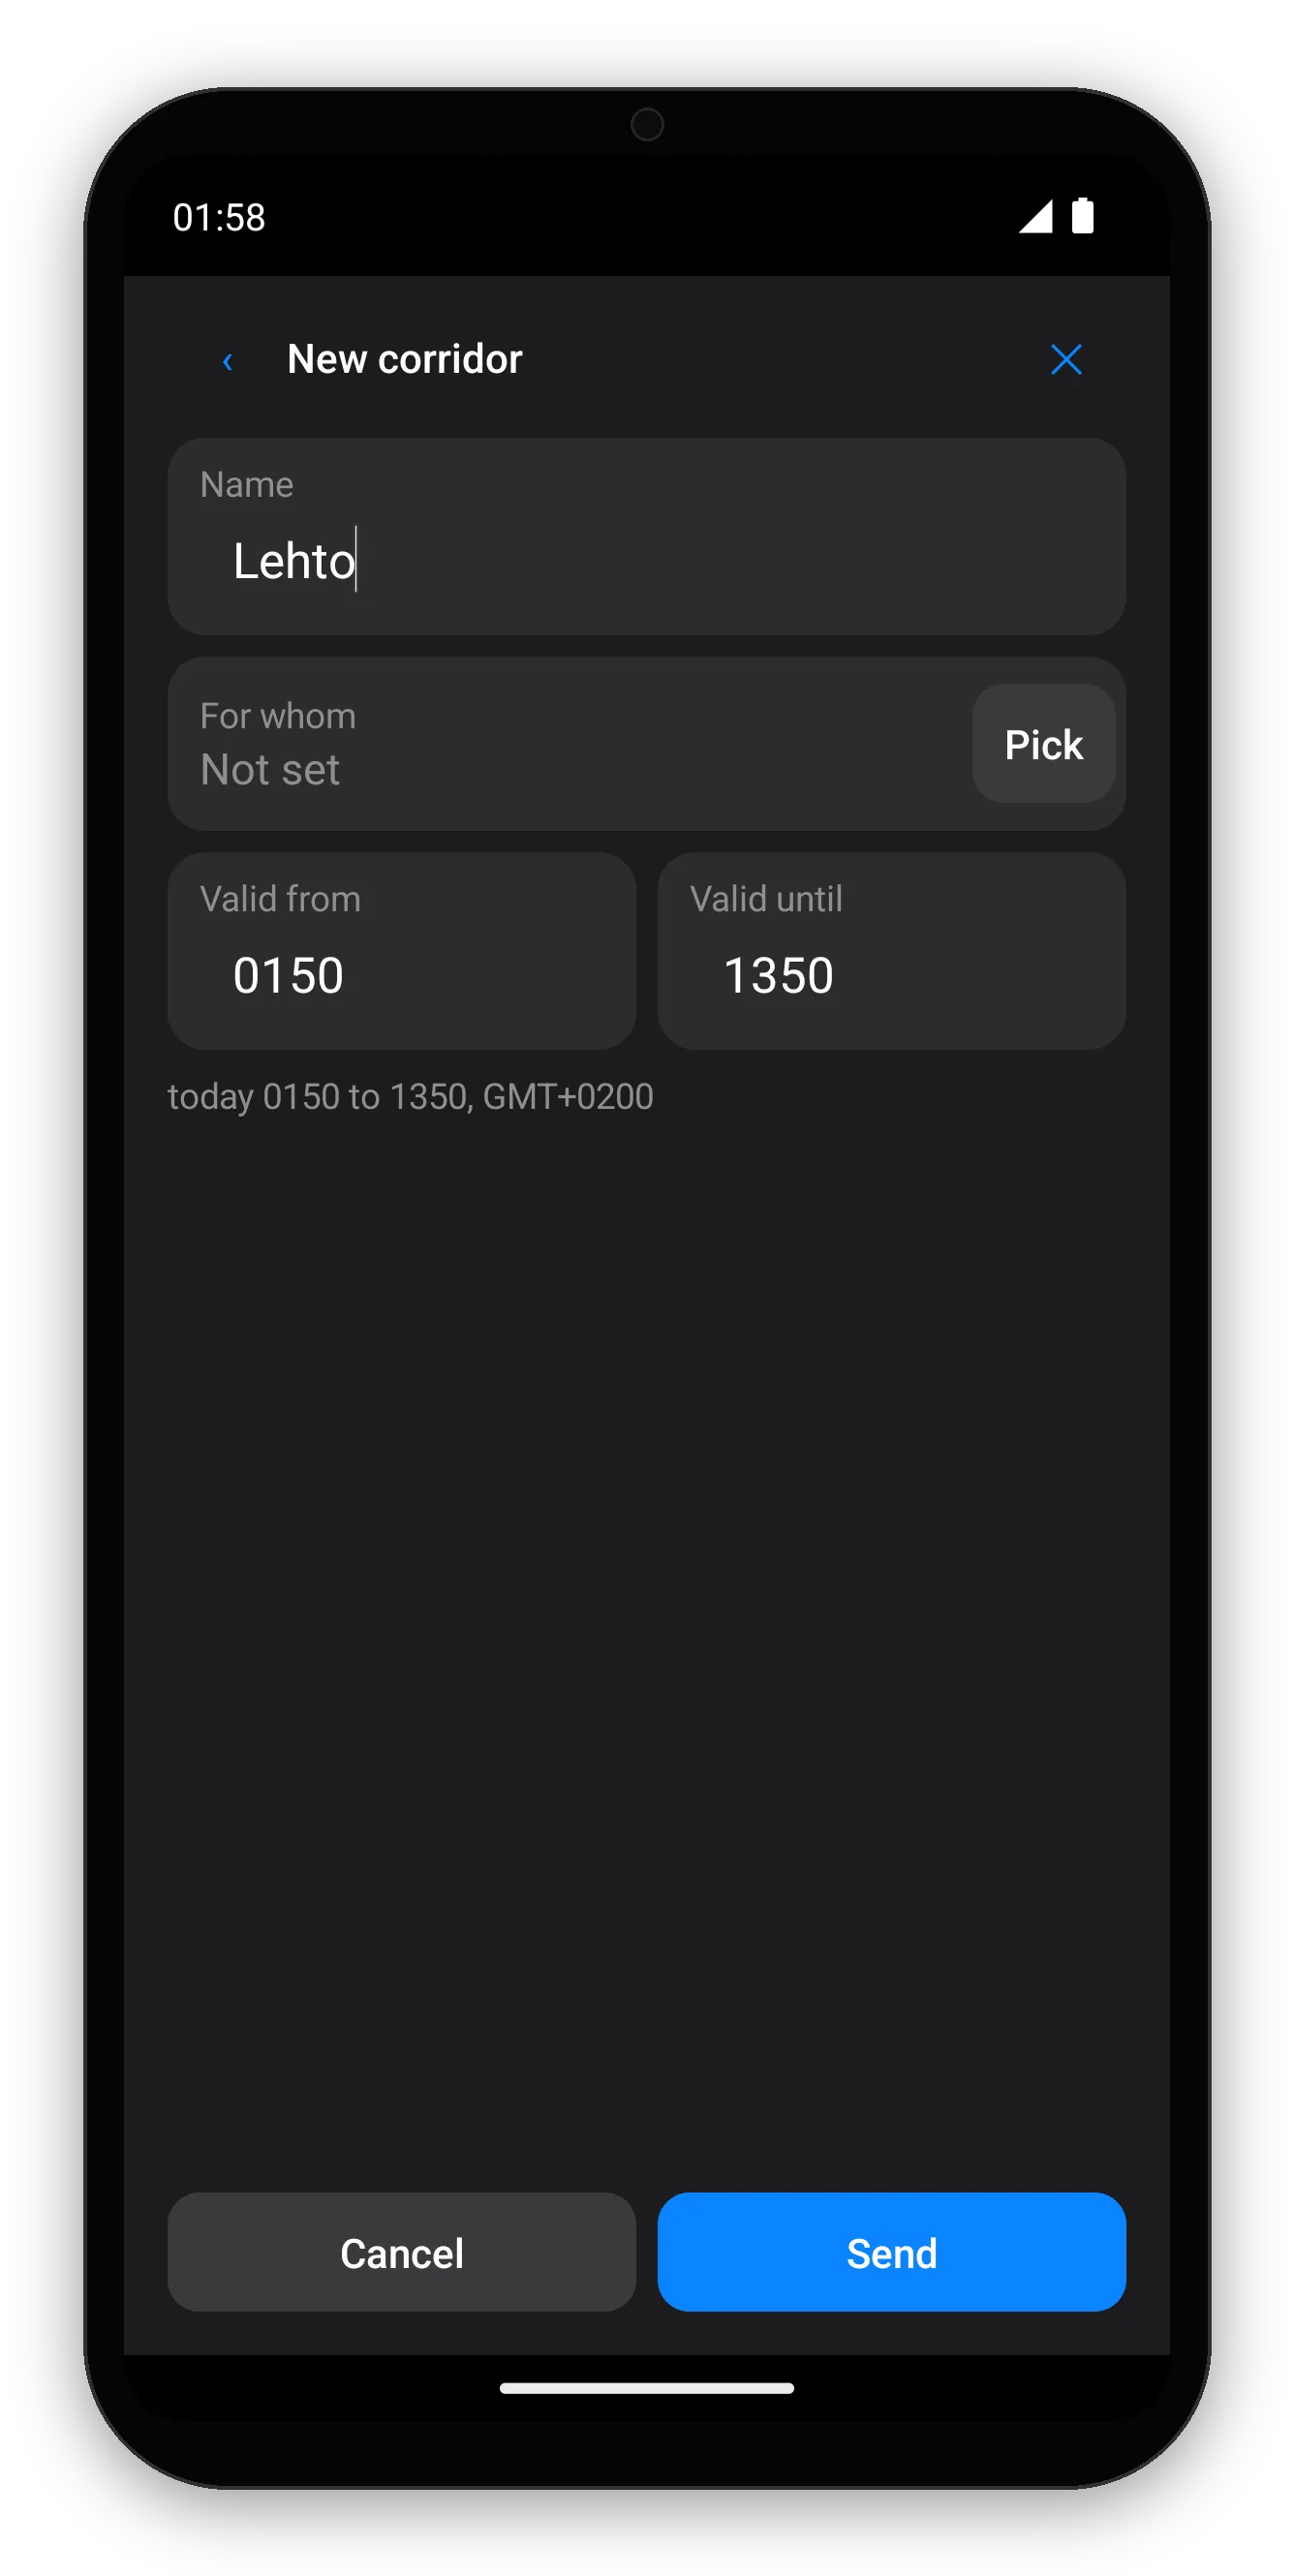 01:58
‹ New corridor
Name
Lehto
For whom
Not set
Pick
Valid from
0150
Valid until
1350
today 0150 to 1350, GMT+0200
Cancel
Send